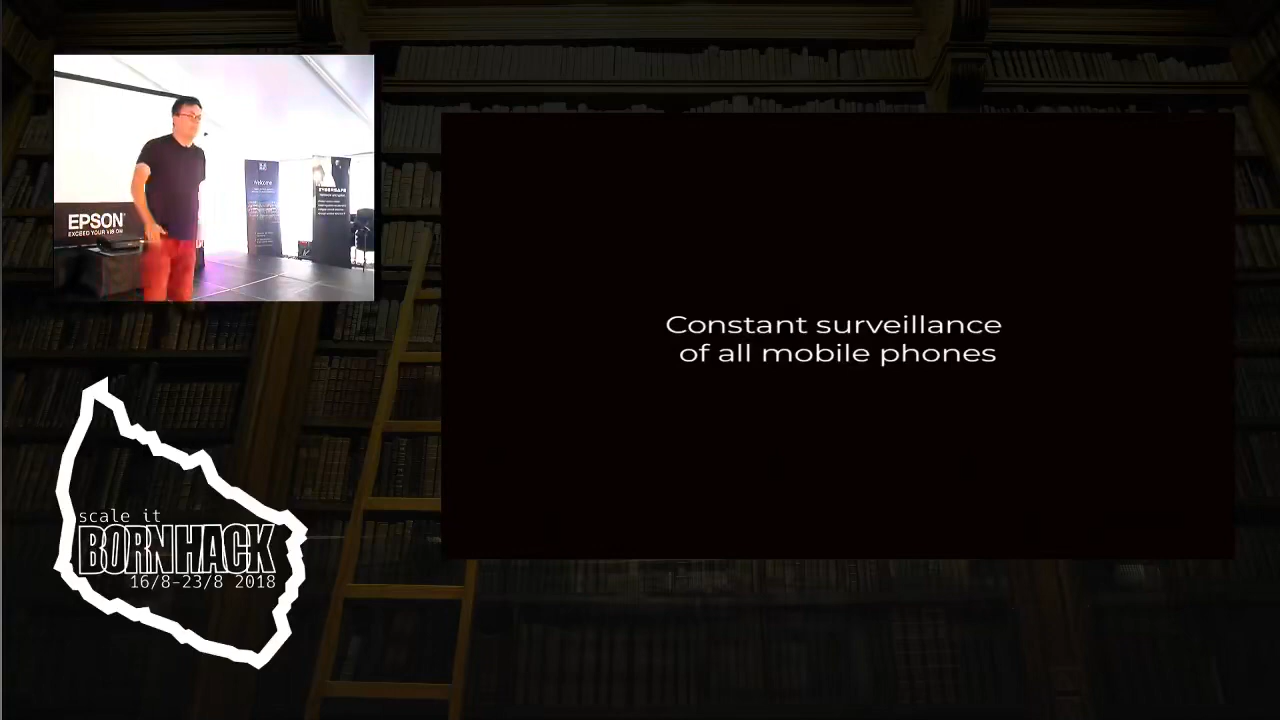 EPSON
EXCEED YOUR VISION
Welcome
Constant surveillance
of all mobile phones
scale it
BORNHACK
16/8-23/8 2018